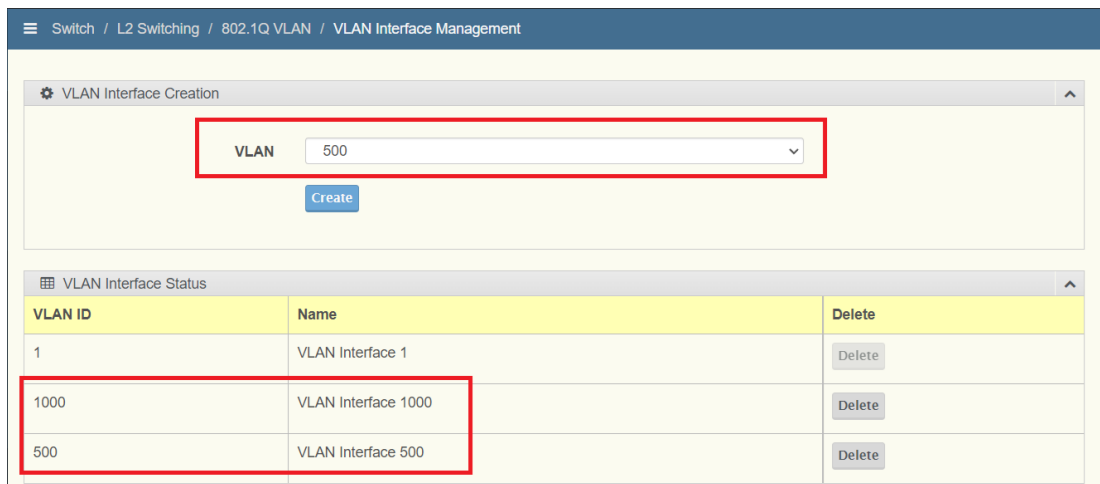 Switch / L2 Switching / 802.1Q VLAN / VLAN Interface Management
VLAN Interface Creation
VLAN 500
Create
VLAN Interface Status
VLAN ID Name Delete
1 VLAN Interface 1 Delete
1000 VLAN Interface 1000 Delete
500 VLAN Interface 500 Delete